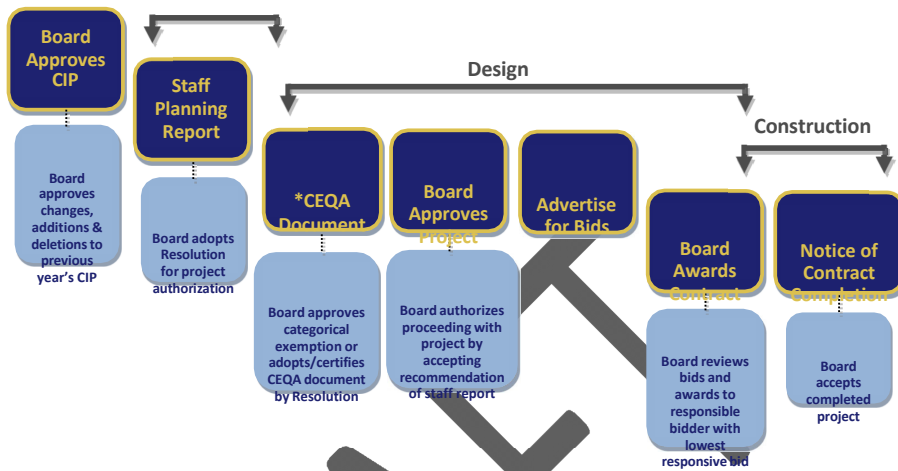 Board
Approves
CIP
Board
approves
changes,
additions &
deletions to
previous
year's CIP
Staff
Planning
Report
Board adopts
Resolution
for project
authorization
Design
*CEQA
Document
Board approves
categorical
exemption or
adopts/certifies
CEQA document
by Resolution
Board
Approves
Project
Board authorizes
proceeding with
project by
accepting
recommendation
of staff report
Advertise
for Bids
Construction
Board
Awards
Contract
Board reviews
bids and
awards to
responsible
bidder with
lowest
responsive bid
Notice of
Contract
Completion
Board
accepts
completed
project